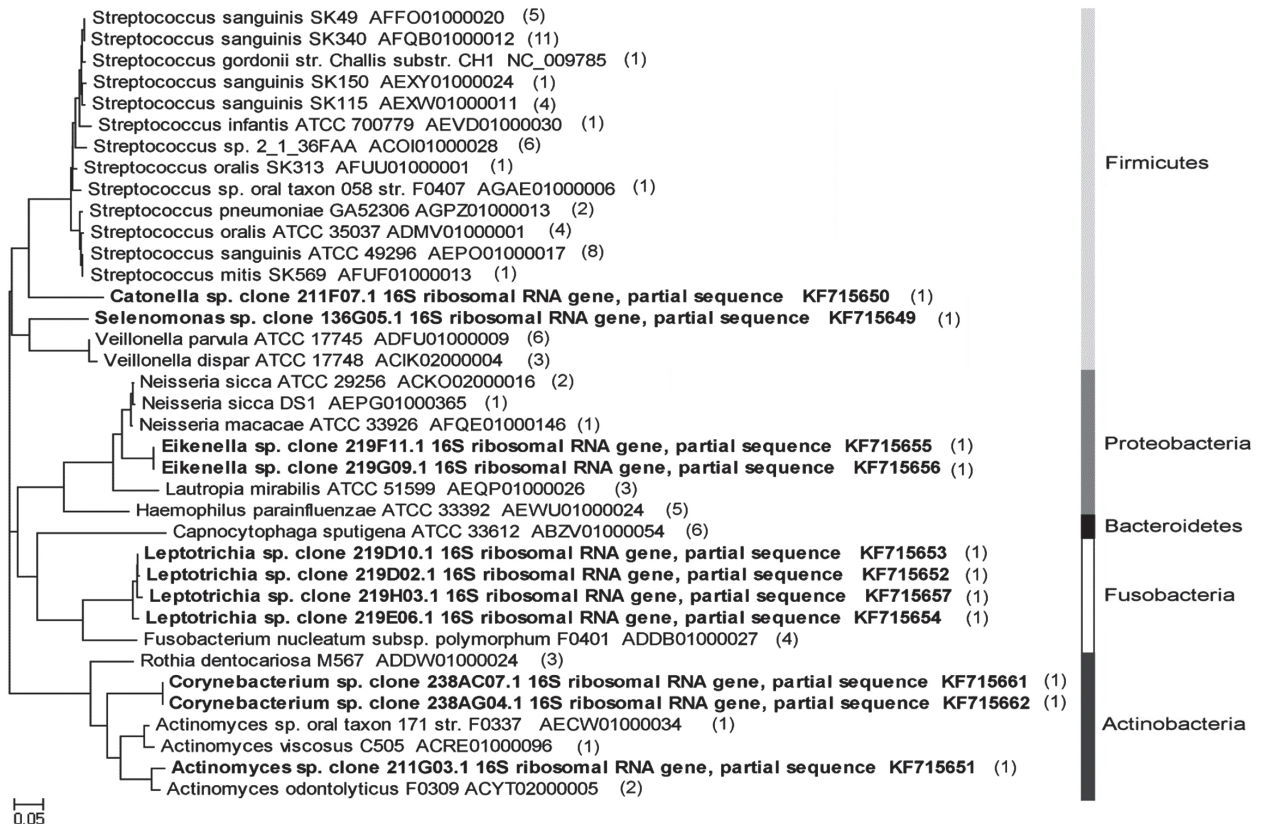 Streptococcus sanguinis SK49 AFFO01000020 (5)
Streptococcus sanguinis SK340 AFQB01000012 (11)
Streptococcus gordonii str. Challis substr. CH1 NC_009785 (1)
Streptococcus sanguinis SK150 AEXY01000024 (1)
Streptococcus sanguinis SK115 AEXW01000011 (4)
Streptococcus infantis ATCC 700779 AEVD01000030 (1)
Streptococcus sp. 2_1_36FAA ACOI01000028 (6)
Streptococcus oralis SK313 AFUU01000001 (1)
Firmicutes
Streptococcus sp. oral taxon 058 str. F0407 AGAE01000006 (1)
Streptococcus pneumoniae GA52306 AGPZ01000013 (2)
Streptococcus oralis ATCC 35037 ADMV01000001 (4)
Streptococcus sanguinis ATCC 49296 AEPO01000017 (8)
Streptococcus mitis SK569 AFUF01000013 (1)
Catonella sp. clone 211F07.1 16S ribosomal RNA gene, partial sequence KF715650 (1)
Selenomonas sp. clone 136G05.1 16S ribosomal RNA gene, partial sequence KF715649 (1)
Veillonella parvula ATCC 17745 ADFU01000009 (6)
Veillonella dispar ATCC 17748 ACIK02000004 (3)
Neisseria sicca ATCC 29256 ACKO02000016 (2)
Neisseria sicca DS1 AEPG01000365 (1)
Neisseria macacae ATCC 33926 AFQE01000146 (1)
Eikenella sp. clone 219F11.1 16S ribosomal RNA gene, partial sequence KF715655 (1)
Proteobacteria
Eikenella sp. clone 219G09.1 16S ribosomal RNA gene, partial sequence KF715656 (1)
Lautropia mirabilis ATCC 51599 AEQP01000026 (3)
Haemophilus parainfluenzae ATCC 33392 AEWU01000024 (5)
Capnocytophaga sputigena ATCC 33612 ABZV01000054 (6)
Bacteroidetes
Leptotrichia sp. clone 219D10.1 16S ribosomal RNA gene, partial sequence KF715653 (1)
Leptotrichia sp. clone 219D02.1 16S ribosomal RNA gene, partial sequence KF715652 (1)
Leptotrichia sp. clone 219H03.1 16S ribosomal RNA gene, partial sequence KF715657 (1)
Fusobacteria
Leptotrichia sp. clone 219E06.1 16S ribosomal RNA gene, partial sequence KF715654 (1)
Fusobacterium nucleatum subsp. polymorphum F0401 ADDB01000027 (4)
Rothia dentocariosa M567 ADDW01000024 (3)
Corynebacterium sp. clone 238AC07.1 16S ribosomal RNA gene, partial sequence KF715661 (1)
Corynebacterium sp. clone 238AG04.1 16S ribosomal RNA gene, partial sequence KF715662 (1)
Actinomyces sp. oral taxon 171 str. F0337 AECW01000034 (1)
Actinobacteria
Actinomyces viscosus C505 ACRE01000096 (1)
Actinomyces sp. clone 211G03.1 16S ribosomal RNA gene, partial sequence KF715651 (1)
Actinomyces odontolyticus F0309 ACYT02000005 (2)
0.05